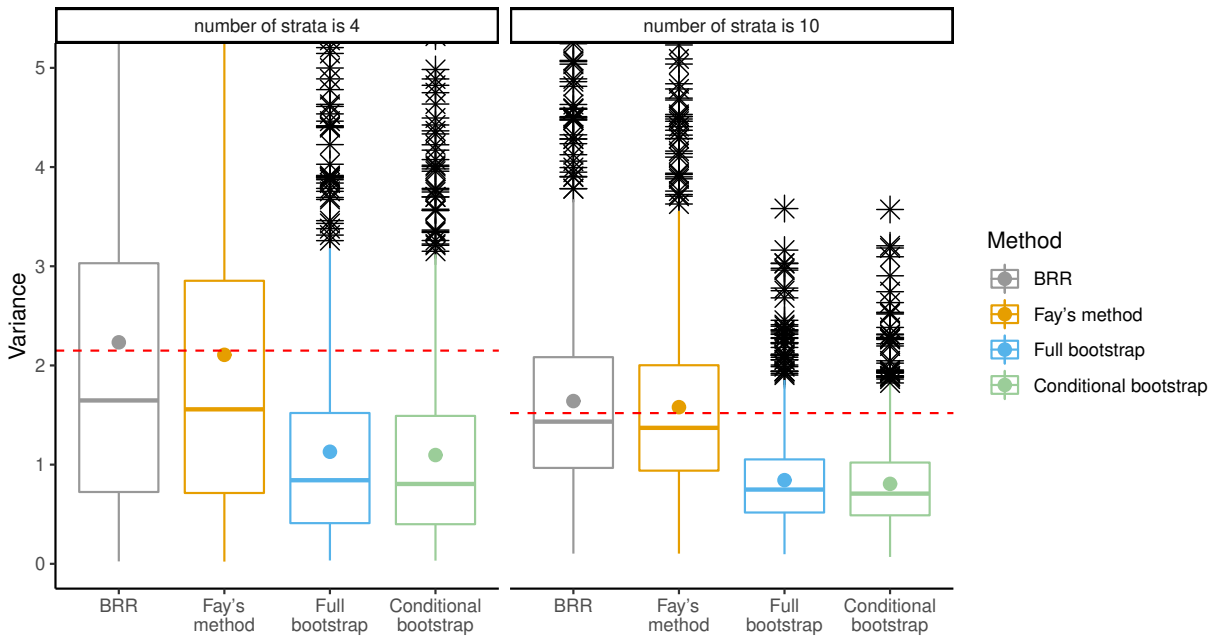 number of strata is 4
number of strata is 10
Variance
5
4
3
2
1
0
BRR
Fay's
method
Full
bootstrap
Conditional
bootstrap
BRR
Fay's
method
Full
bootstrap
Conditional
bootstrap
Method
BRR
Fay's method
Full bootstrap
Conditional bootstrap